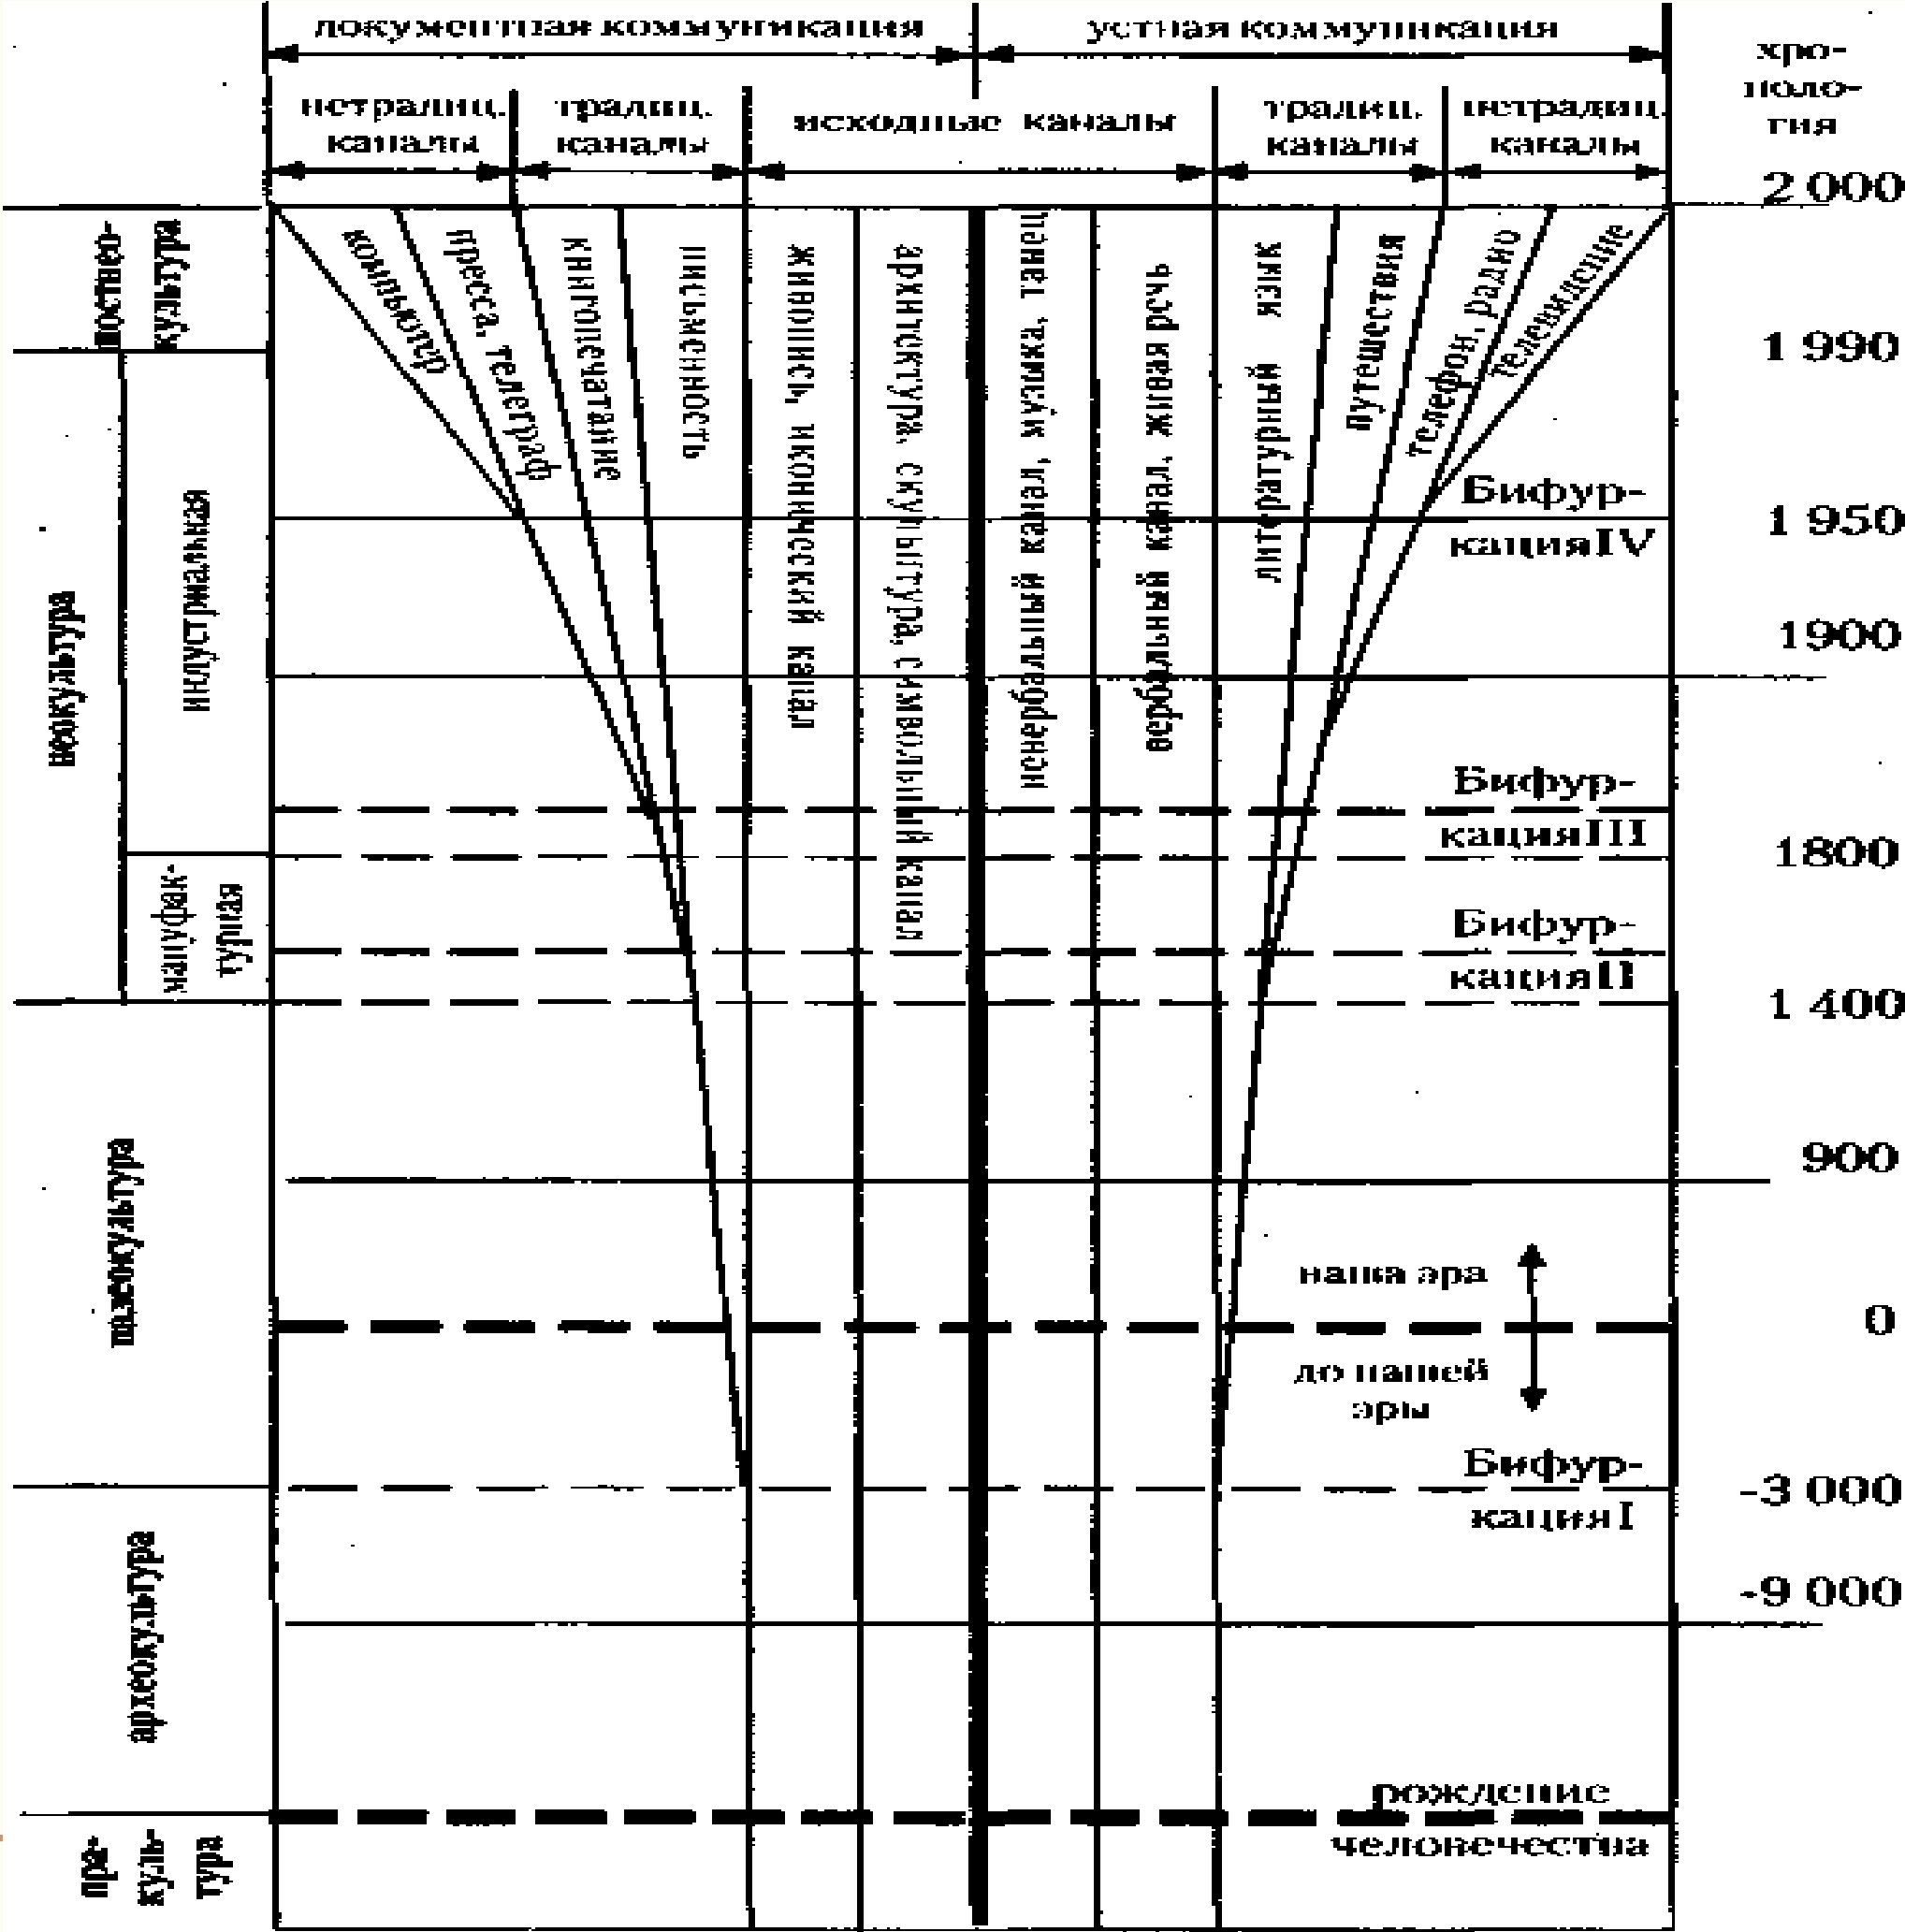 документная коммуникация
устная коммуникация
хро-
ноло-
гия
нетрадиц.
каналы
традиц.
каналы
исходные каналы
традиц.
каналы
нетрадиц.
каналы
2 000
постнео-
культура
компьютер
пресса, телеграф
книгопечатание
письменность
живопись, иконический канал
архитектура, скульптура, символьный канал
невербальный канал, музыка, танец
вербальный канал, живая речь
литературный язык
путешествия
телефон, радио
телевидение
1 990
неокультура
индустриальная
Бифур-
кация IV
1 950
1900
Бифур-
кация III
1800
мануфак-
турная
Бифур-
кация II
1 400
палеокультура
900
наша эра
0
до нашей
эры
Бифур-
кация I
-3 000
археокультура
-9 000
рождение
человечества
пра-
куль-
тура